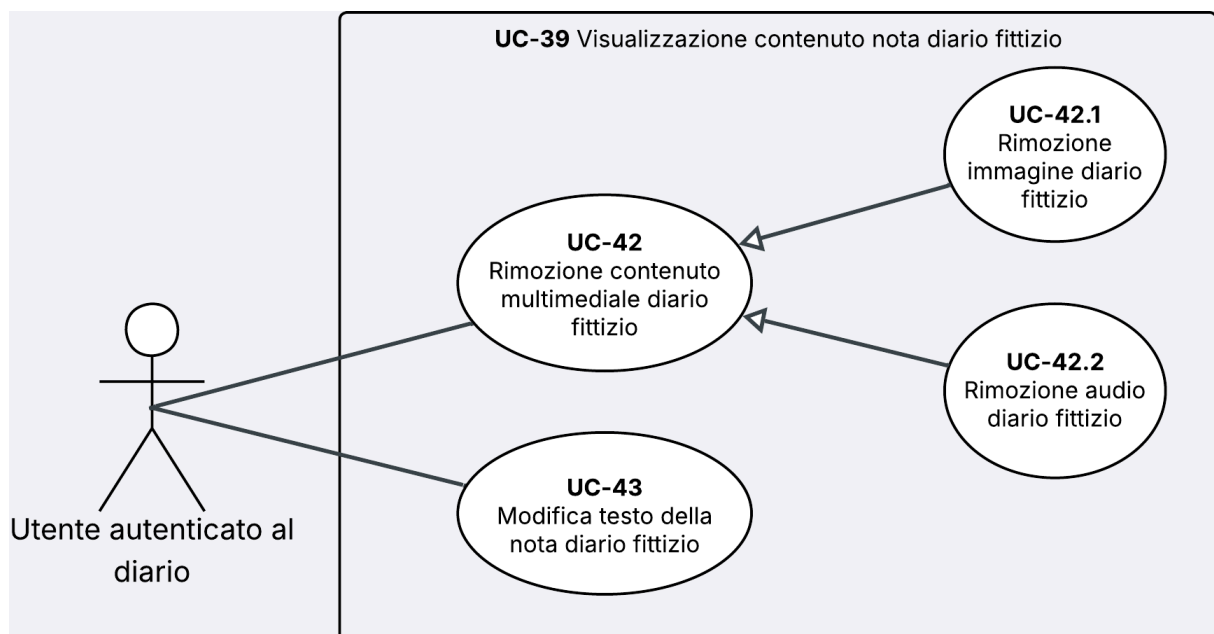 UC-39 Visualizzazione contenuto nota diario fittizio
UC-42.1
Rimozione
immagine diario
fittizio
UC-42
Rimozione contenuto
multimediale diario
fittizio
UC-42.2
Rimozione audio
diario fittizio
UC-43
Modifica testo della
nota diario fittizio
Utente autenticato al
diario